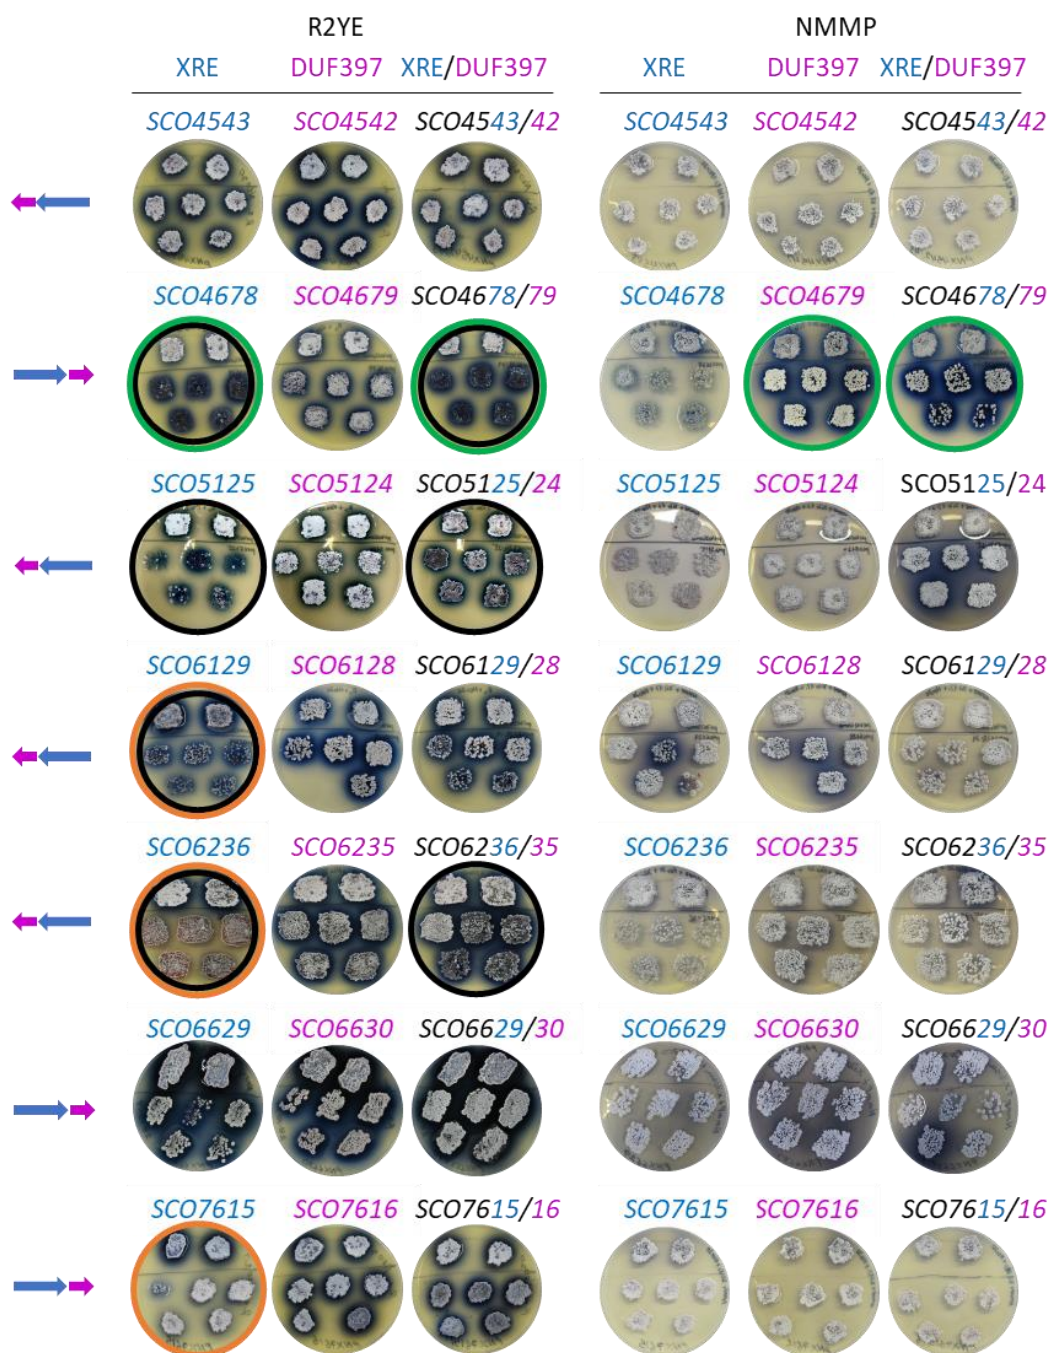 R2YE NMMP
XRE DUF397 XRE/DUF397 XRE DUF397 XRE/DUF397
SCO4543 SCO4542 SCO4543/42 SCO4543 SCO4542 SCO4543/42
SCO4678 SCO4679 SCO4678/79 SCO4678 SCO4679 SCO4678/79
SCO5125 SCO5124 SCO5125/24 SCO5125 SCO5124 SCO5125/24
SCO6129 SCO6128 SCO6129/28 SCO6129 SCO6128 SCO6129/28
SCO6236 SCO6235 SCO6236/35 SCO6236 SCO6235 SCO6236/35
SCO6629 SCO6630 SCO6629/30 SCO6629 SCO6630 SCO6629/30
SCO7615 SCO7616 SCO7615/16 SCO7615 SCO7616 SCO7615/16